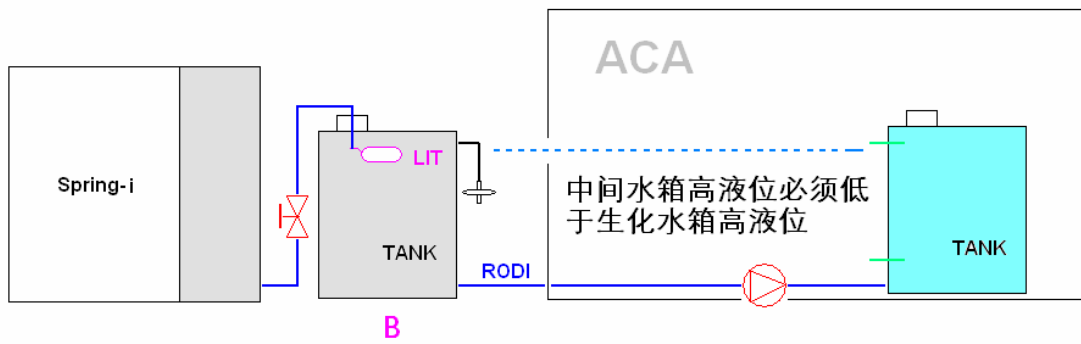 ACA
Spring-i
LIT
中间水箱高液位必须低
于生化水箱高液位
TANK
TANK
RODI
B